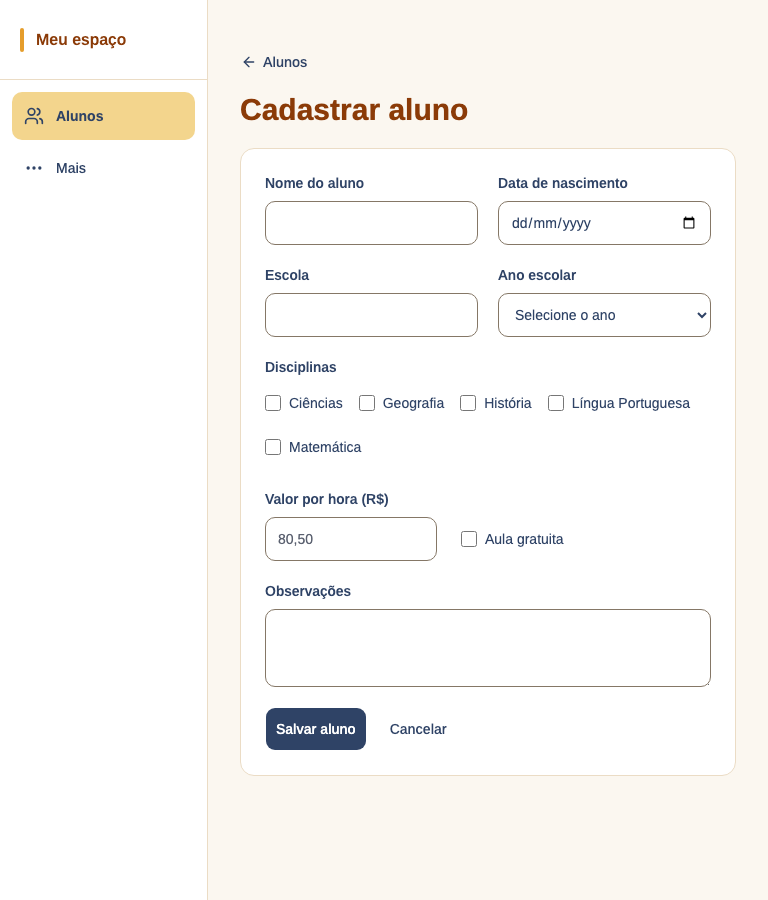 Meu espaço
Alunos
Mais
Alunos
Cadastrar aluno
Nome do aluno
Data de nascimento
dd/mm/yyyy
Escola
Ano escolar
Selecione o ano
Disciplinas
Ciências
Geografia
História
Língua Portuguesa
Matemática
Valor por hora (R$)
80,50
Aula gratuita
Observações
Salvar aluno
Cancelar